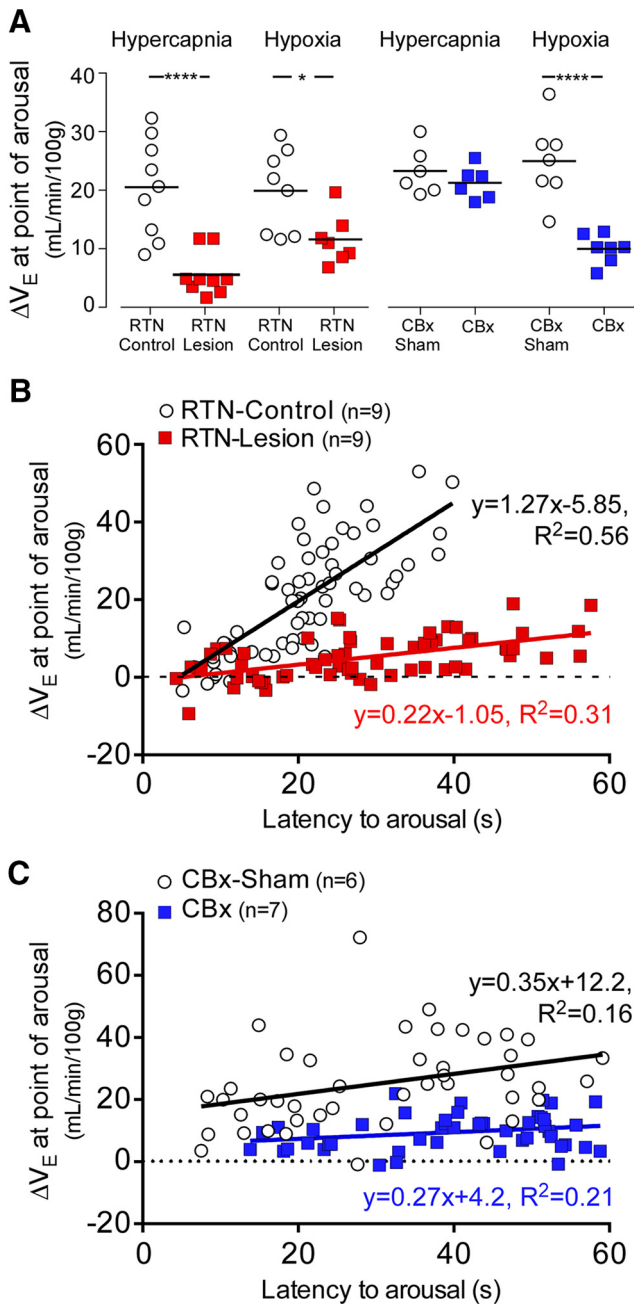 A
Hypercapnia Hypoxia Hypercapnia Hypoxia
**** * ****
ΔVE at point of arousal
(mL/min/100g)
40
30
20
10
0
RTN Control
RTN Lesion
RTN Control
RTN Lesion
CBx Sham
CBx
CBx Sham
CBx
B
RTN-Control (n=9)
RTN-Lesion (n=9)
ΔVE at point of arousal
(mL/min/100g)
60
40
20
0
-20
y=1.27x-5.85,
R²=0.56
y=0.22x-1.05, R²=0.31
0 20 40 60
Latency to arousal (s)
C
CBx-Sham (n=6)
CBx (n=7)
ΔVE at point of arousal
(mL/min/100g)
80
60
40
20
0
-20
y=0.35x+12.2,
R²=0.16
y=0.27x+4.2, R²=0.21
0 20 40 60
Latency to arousal (s)